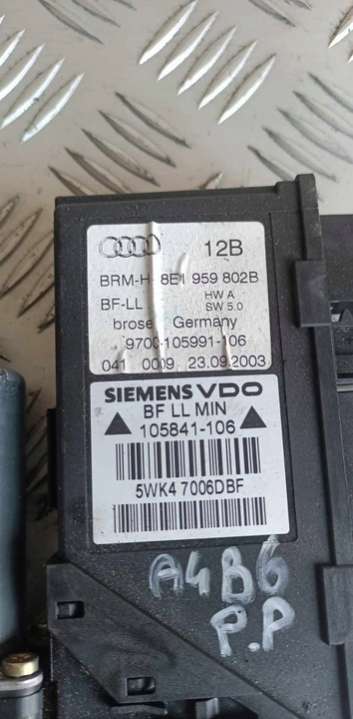 12B
BRM-H 8E1 959 802B
BF-LL HW A
SW 5.0
brose Germany
9700-105991-106
041 0009 23.09.2003
SIEMENS VDO
BF LL MIN
105841-106
5WK4 7006DBF
A4B6
P.P